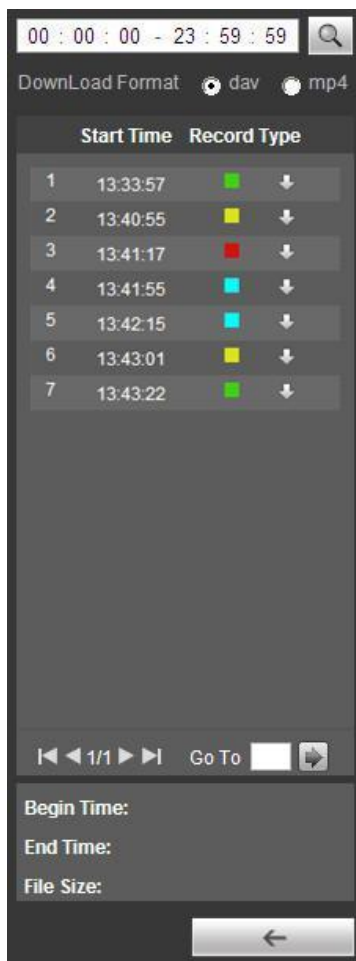 00 : 00 : 00 - 23 : 59 : 59
DownLoad Format dav mp4
Start Time Record Type
1 13:33:57
2 13:40:55
3 13:41:17
4 13:41:55
5 13:42:15
6 13:43:01
7 13:43:22
1/1 Go To
Begin Time:
End Time:
File Size: